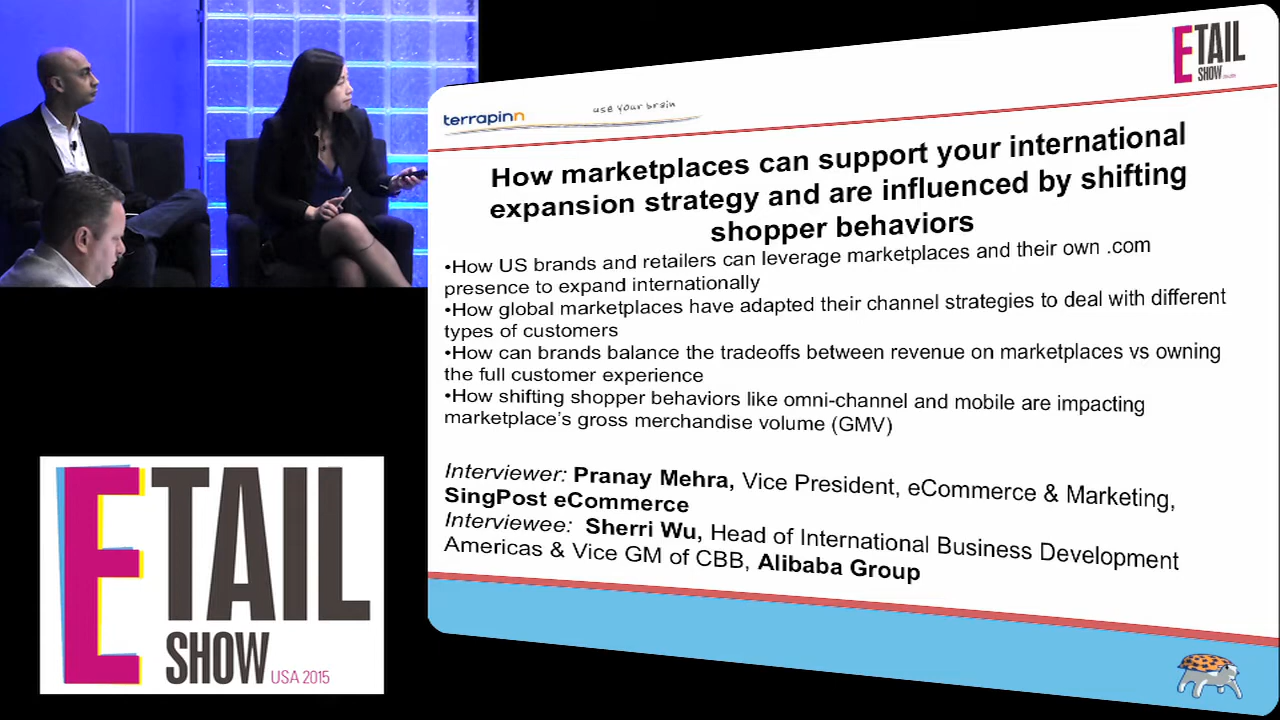 ETAIL
SHOW
terrapinn
use your brain
How marketplaces can support your international
expansion strategy and are influenced by shifting
shopper behaviors
•How US brands and retailers can leverage marketplaces and their own .com
presence to expand internationally
•How global marketplaces have adapted their channel strategies to deal with different
types of customers
•How can brands balance the tradeoffs between revenue on marketplaces vs owning
the full customer experience
•How shifting shopper behaviors like omni-channel and mobile are impacting
marketplace's gross merchandise volume (GMV)
Interviewer: Pranay Mehra, Vice President, eCommerce & Marketing,
SingPost eCommerce
Interviewee: Sherri Wu, Head of International Business Development
Americas & Vice GM of CBB, Alibaba Group
ETAIL
SHOW USA 2015